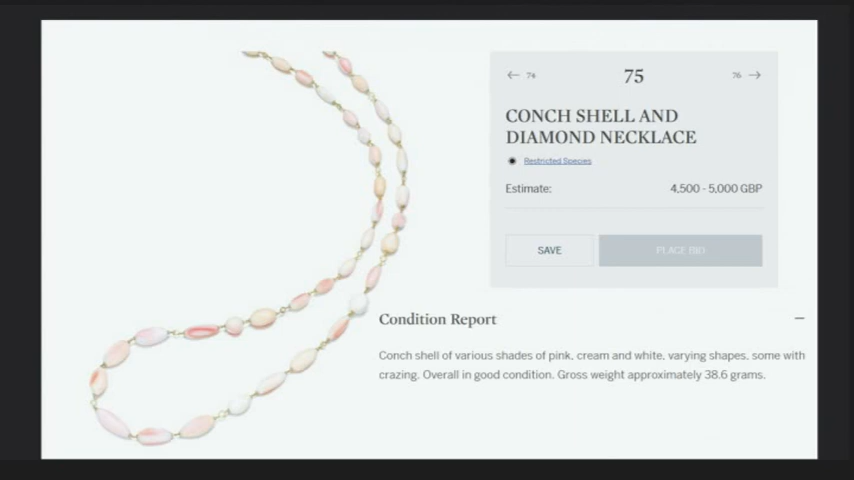 ← 74
75
76 →
CONCH SHELL AND
DIAMOND NECKLACE
Restricted Species
Estimate:
4,500 - 5,000 GBP
SAVE
PLACE BID
Condition Report
Conch shell of various shades of pink, cream and white, varying shapes, some with
crazing. Overall in good condition. Gross weight approximately 38.6 grams.